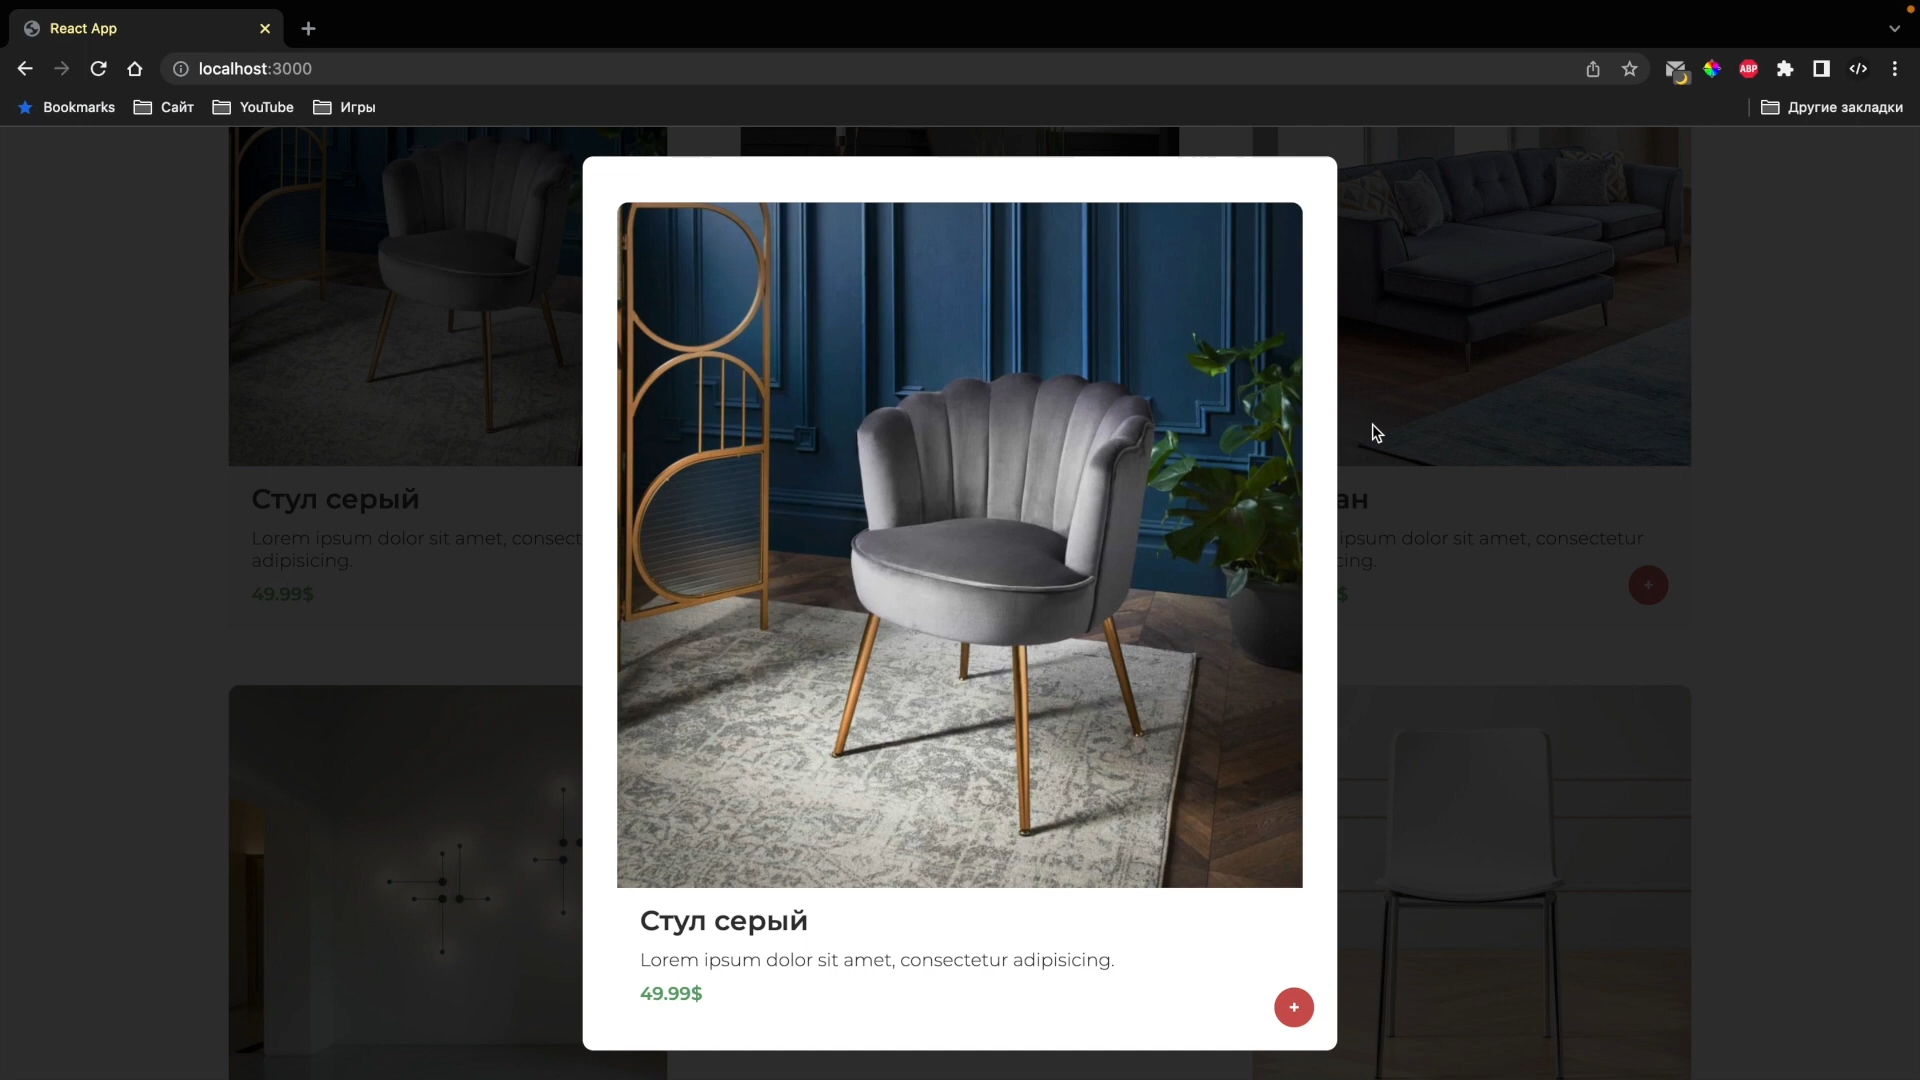 React App
localhost:3000
ABP
Bookmarks
Сайт
YouTube
Игры
Другие закладки
Стул серый
Lorem ipsum dolor sit amet, consect
adipisicing.
49.99$
ан
ipsum dolor sit amet, consectetur
cing.
$
+
Стул серый
Lorem ipsum dolor sit amet, consectetur adipisicing.
49.99$
+